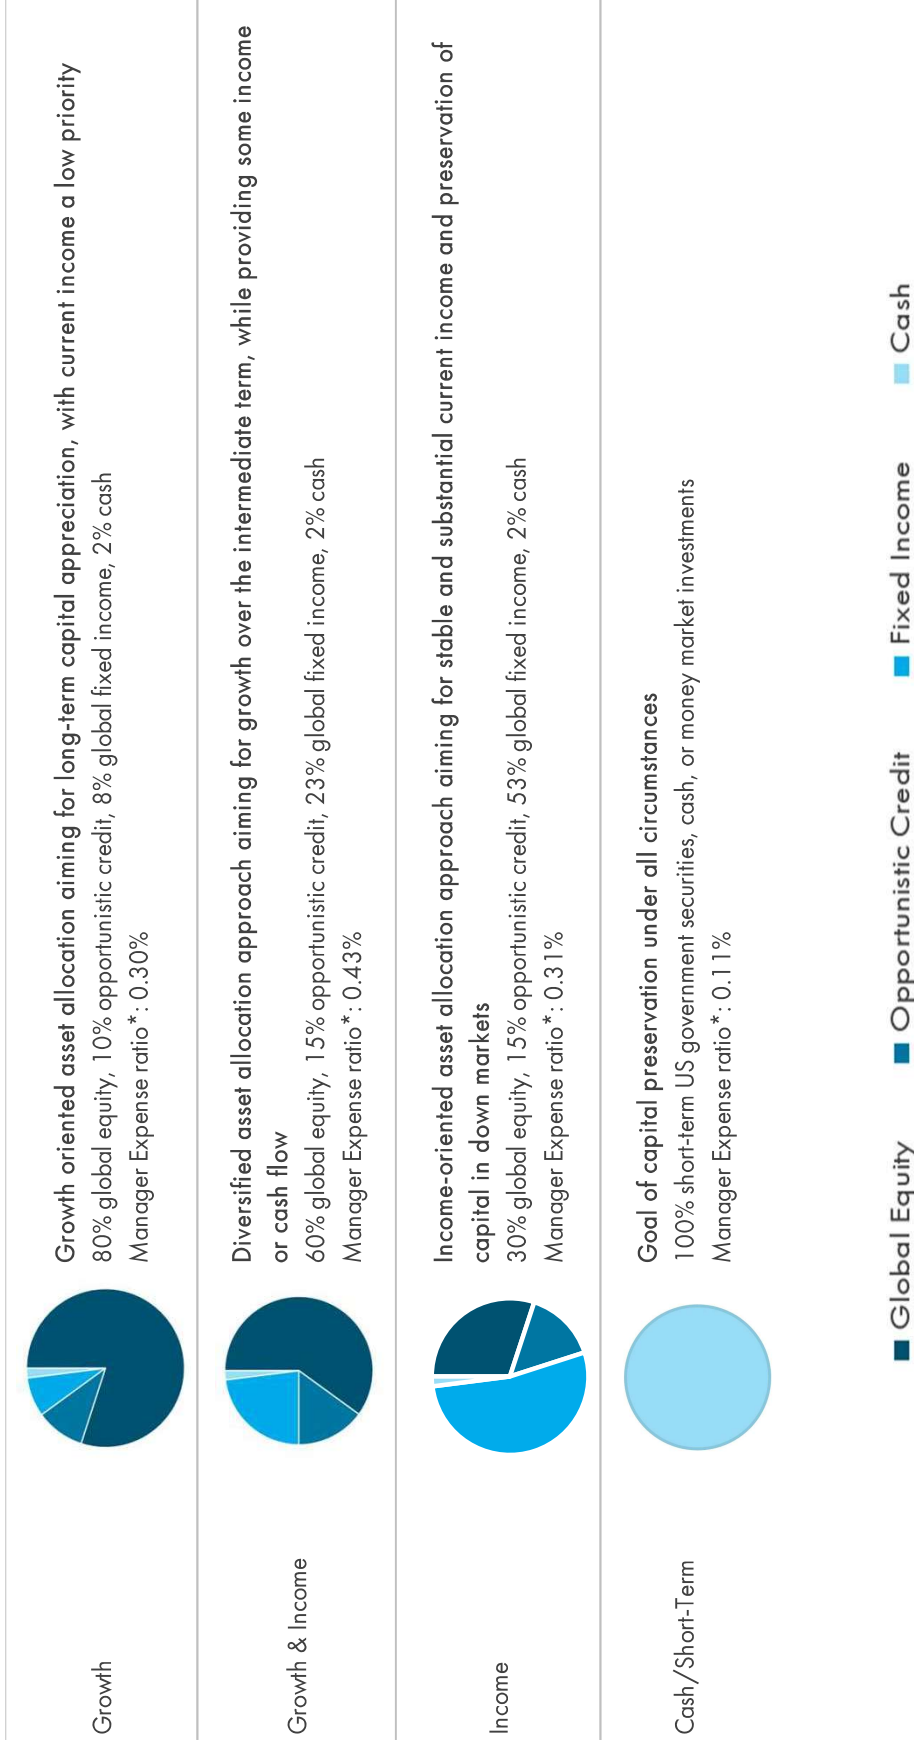 Growth
Growth oriented asset allocation aiming for long-term capital appreciation, with current income a low priority
80% global equity, 10% opportunistic credit, 8% global fixed income, 2% cash
Manager Expense ratio*: 0.30%
Growth & Income
Diversified asset allocation approach aiming for growth over the intermediate term, while providing some income
or cash flow
60% global equity, 15% opportunistic credit, 23% global fixed income, 2% cash
Manager Expense ratio*: 0.43%
Income
Income-oriented asset allocation approach aiming for stable and substantial current income and preservation of
capital in down markets
30% global equity, 15% opportunistic credit, 53% global fixed income, 2% cash
Manager Expense ratio*: 0.31%
Cash/Short-Term
Goal of capital preservation under all circumstances
100% short-term US government securities, cash, or money market investments
Manager Expense ratio*: 0.11%
Global Equity
Opportunistic Credit
Fixed Income
Cash